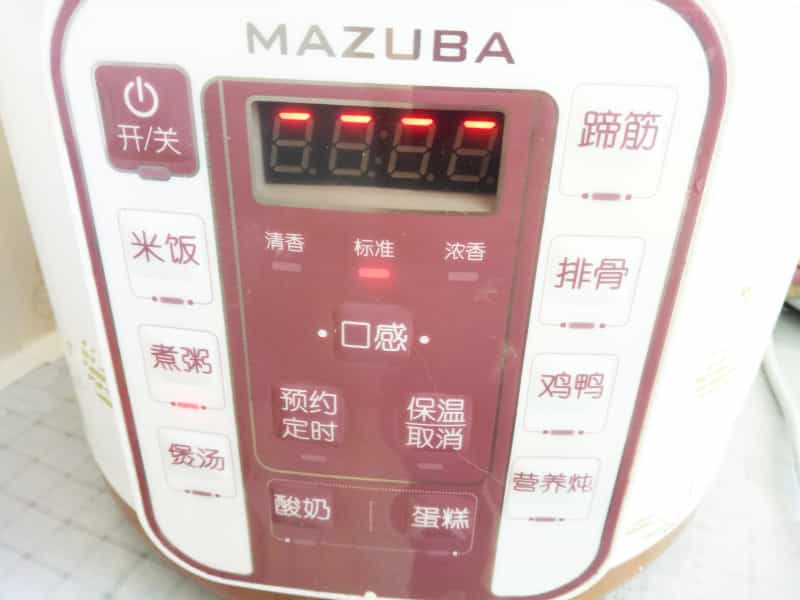 MAZUBA
开/关
蹄筋
清香 标准 浓香
米饭
排骨
口感
煮粥
鸡鸭
预约
定时
保温
取消
煲汤
营养炖
酸奶
蛋糕